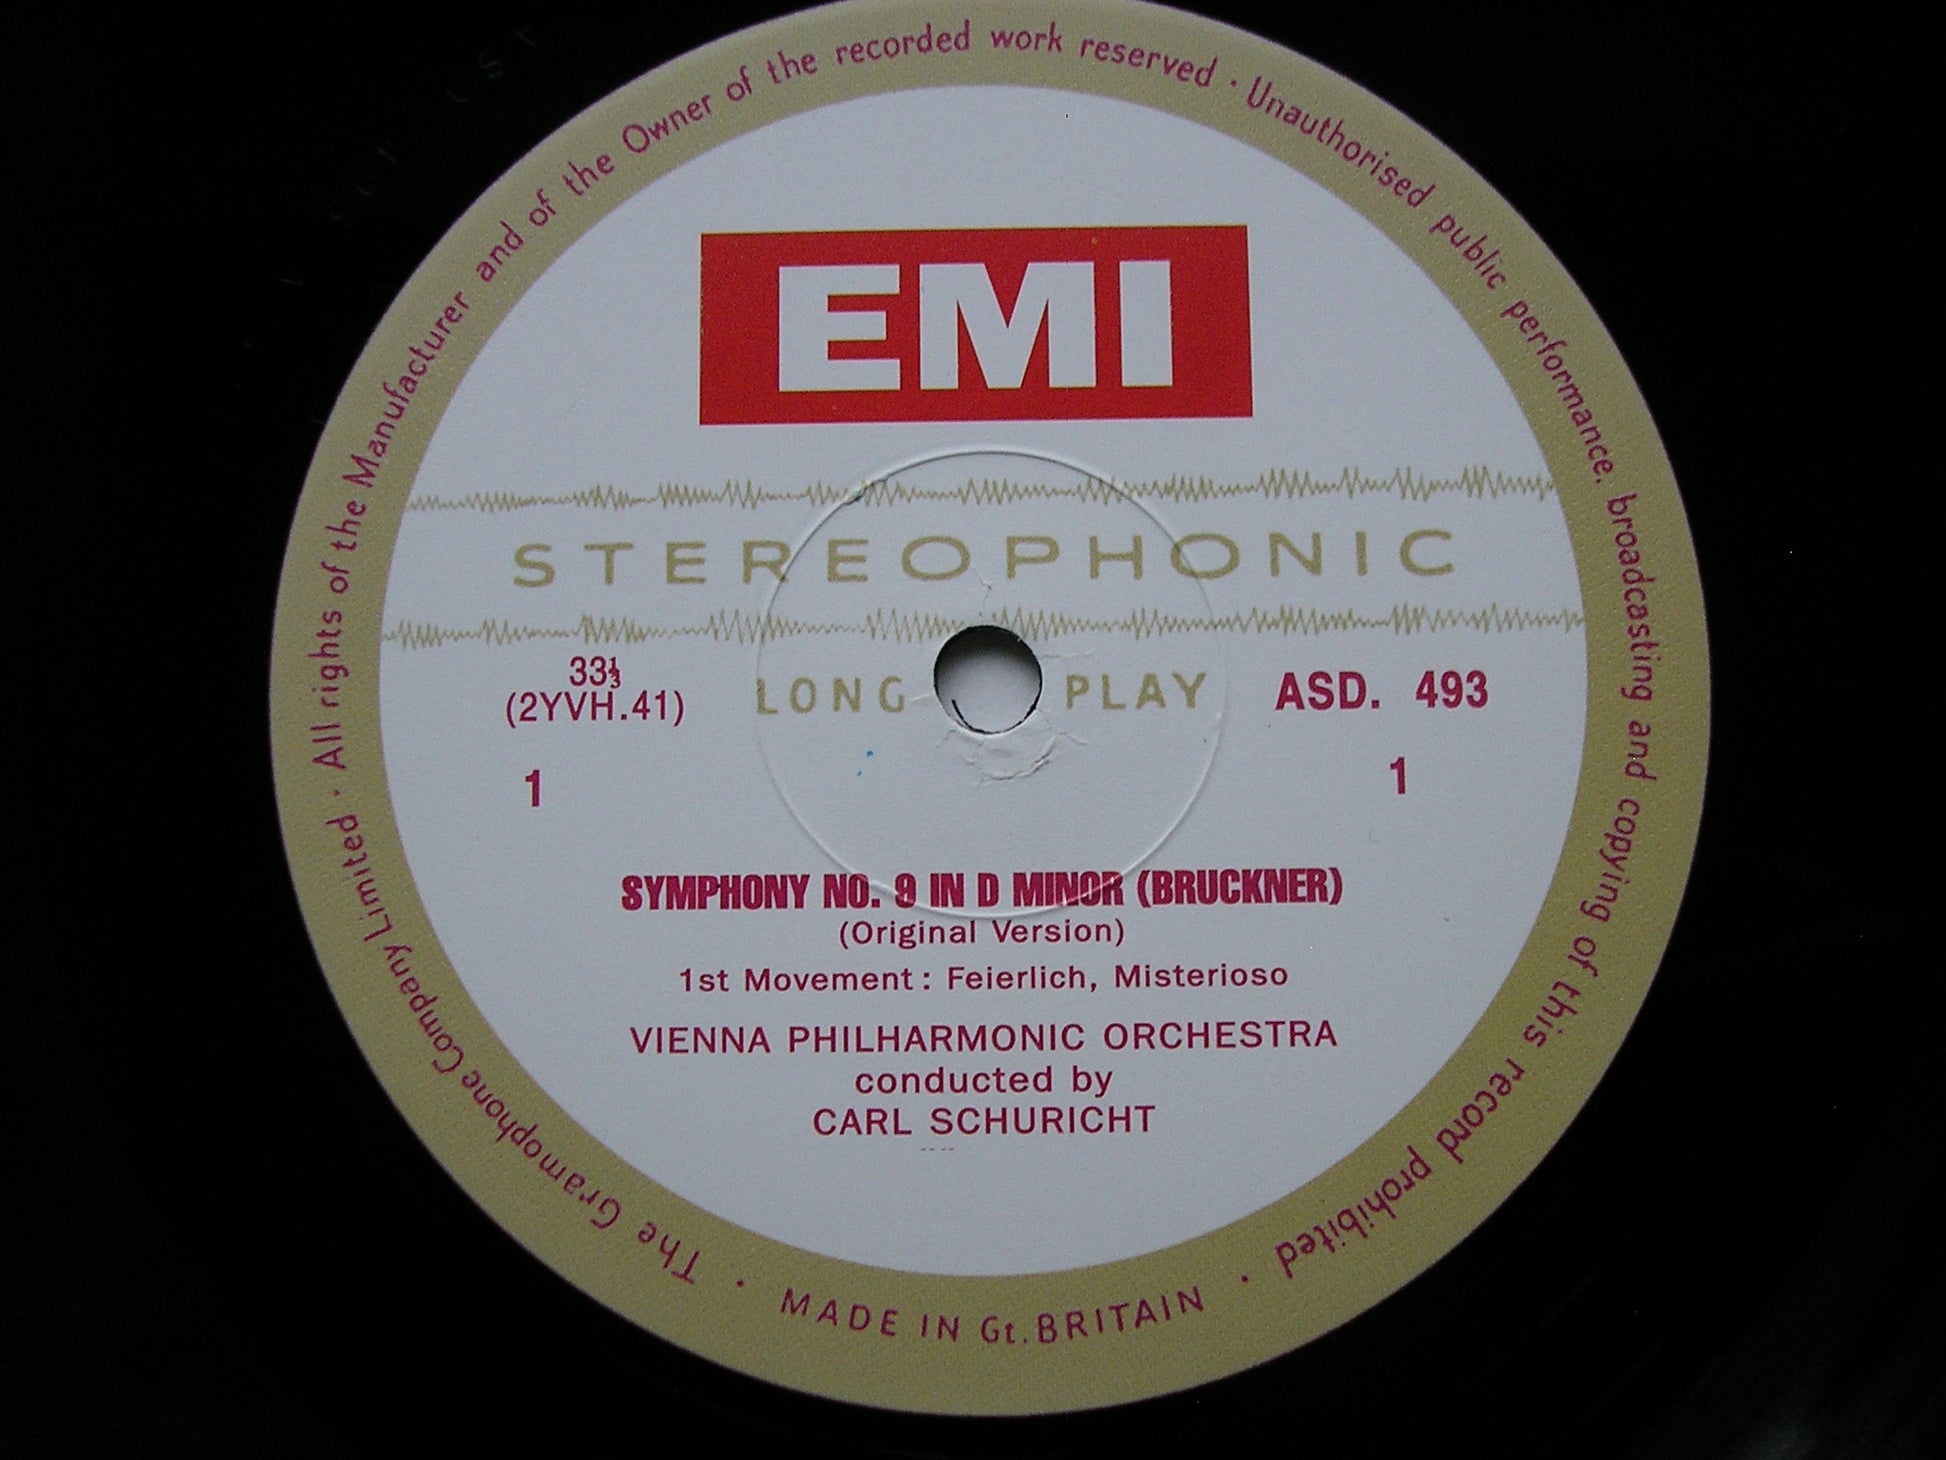 The Gramophone Company Limited · All rights of the Manufacturer and of the Owner of the recorded work reserved · Unauthorised public performance, broadcasting and copying of this record prohibited ·
EMI
STEREOPHONIC
33⅓
(2YVH.41)
LONG PLAY
ASD. 493
1
1
SYMPHONY NO. 9 IN D MINOR (BRUCKNER)
(Original Version)
1st Movement: Feierlich, Misterioso
VIENNA PHILHARMONIC ORCHESTRA
conducted by
CARL SCHURICHT
· MADE IN Gt. BRITAIN